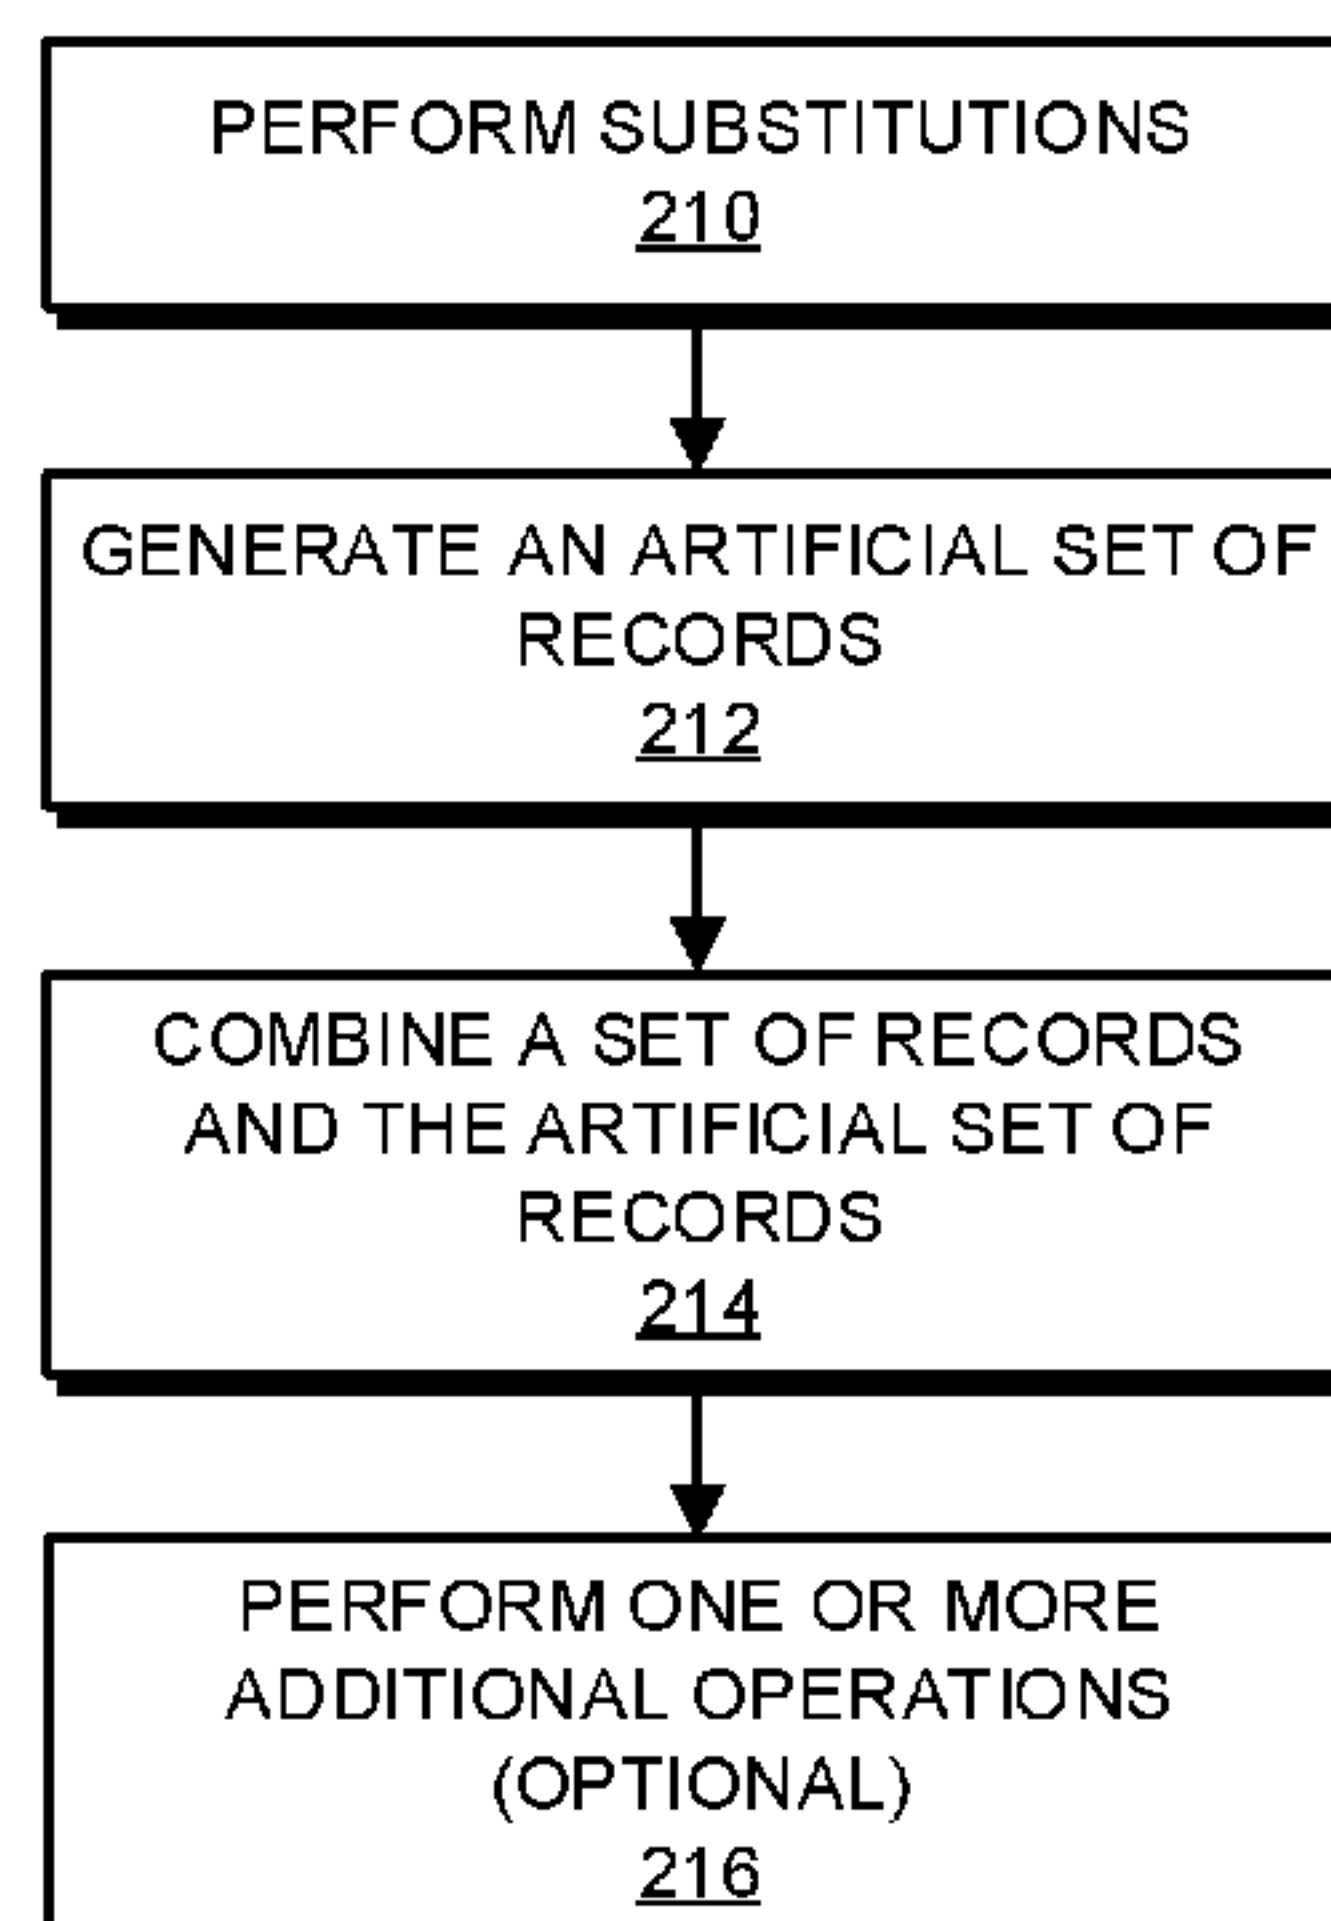 PERFORM SUBSTITUTIONS
210
GENERATE AN ARTIFICIAL SET OF
RECORDS
212
COMBINE A SET OF RECORDS
AND THE ARTIFICIAL SET OF
RECORDS
214
PERFORM ONE OR MORE
ADDITIONAL OPERATIONS
(OPTIONAL)
216